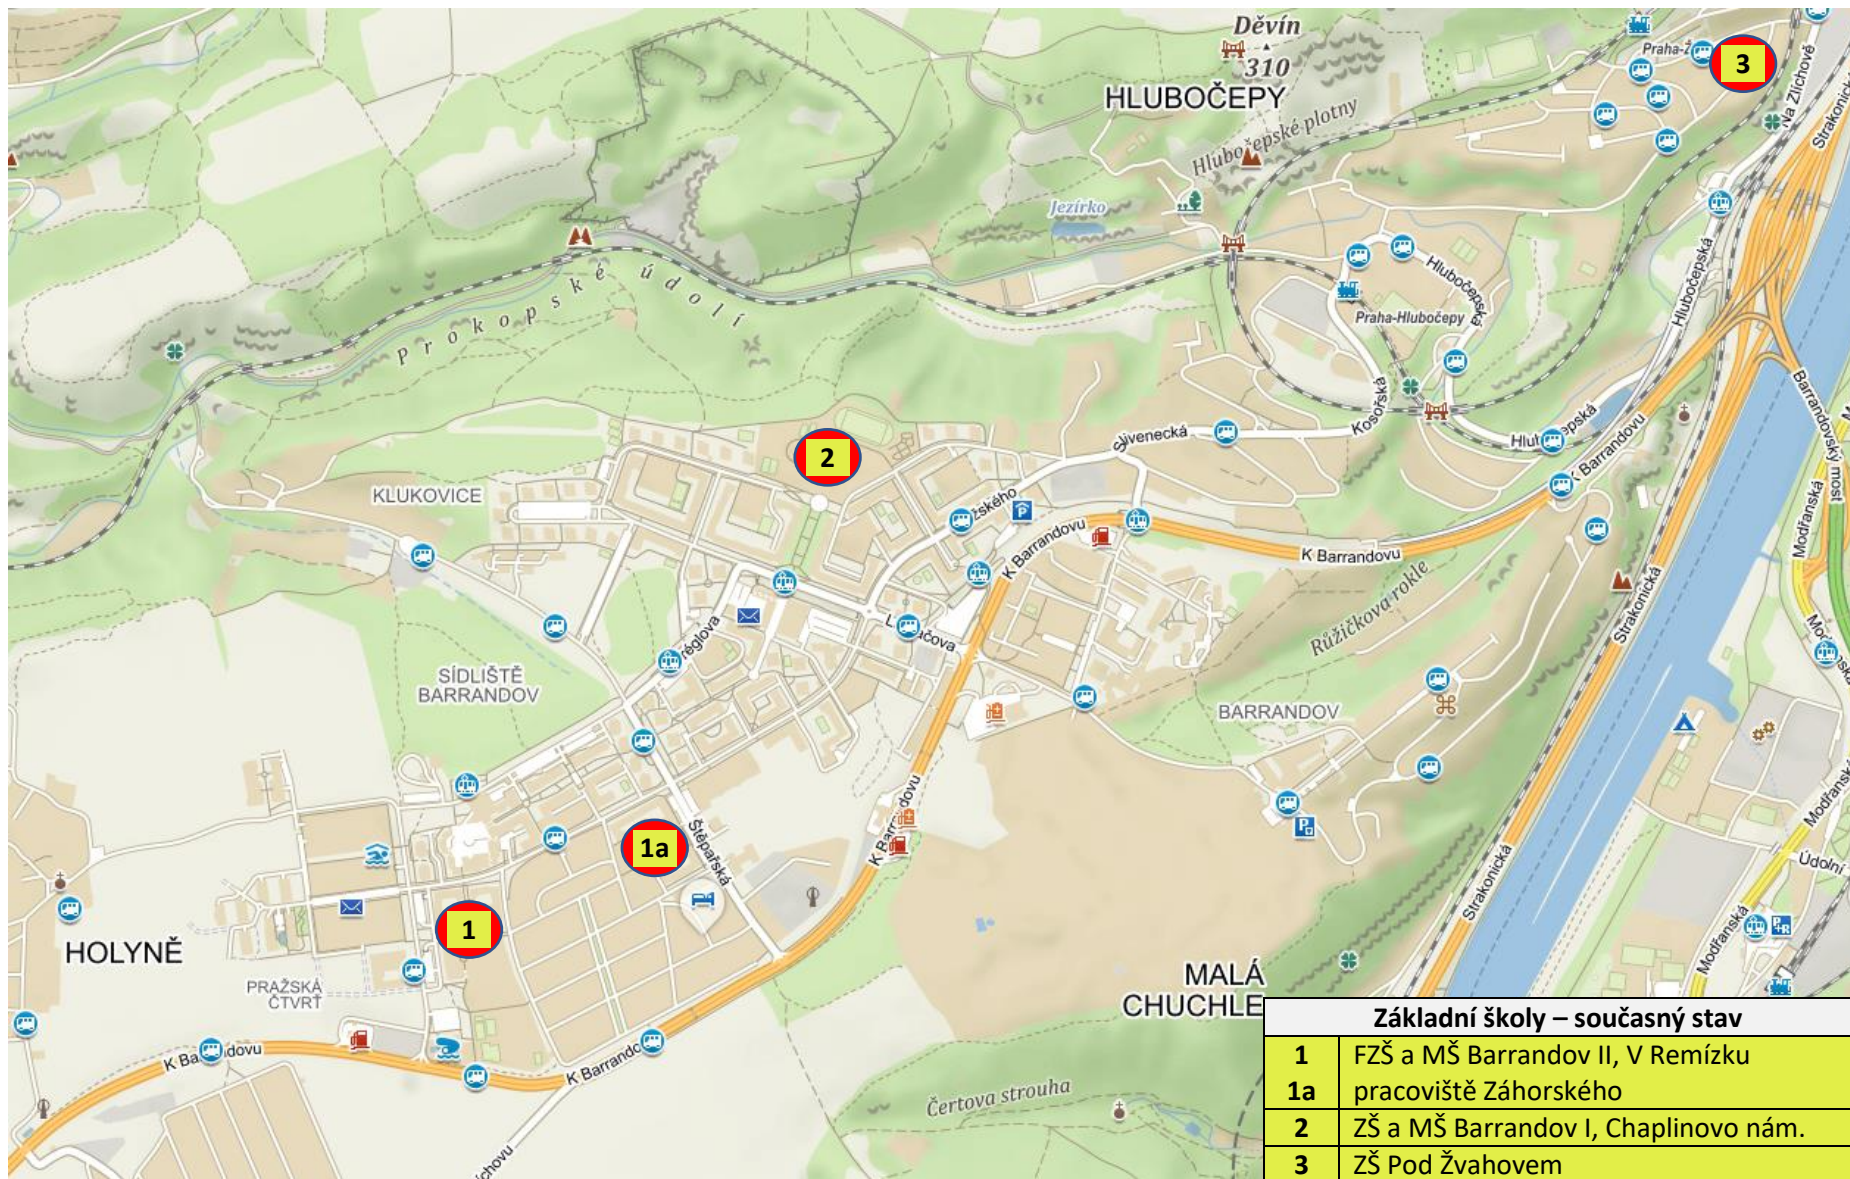 Děvín
310
HLUBOČEPY
Hlubočepské plotny
Jezírko
3
Na Zlíchově
Prokopské údolí
Hlubočepská
Hlubočepská
Praha-Hlubočepy
Kosořská
Slivenecká
Hlubočepská
K Barrandovu
Barrandovský most
Modřanská
2
KLUKOVICE
K Barrandovu
K Barrandovu
Růžičkova rokle
Strakonická
SÍDLIŠTĚ
BARRANDOV
BARRANDOV
1a
Štěpařská
K Barrandovu
Strakonická
Modřanská
Údolní
1
HOLYNĚ
PRAŽSKÁ
ČTVRŤ
Modřanská
P+R
MALÁ
CHUCHLE
K Barrandovu
Čertova strouha
Základní školy – současný stav
1 FZŠ a MŠ Barrandov II, V Remízku
1a pracoviště Záhorského
2 ZŠ a MŠ Barrandov I, Chaplinovo nám.
3 ZŠ Pod Žvahovem